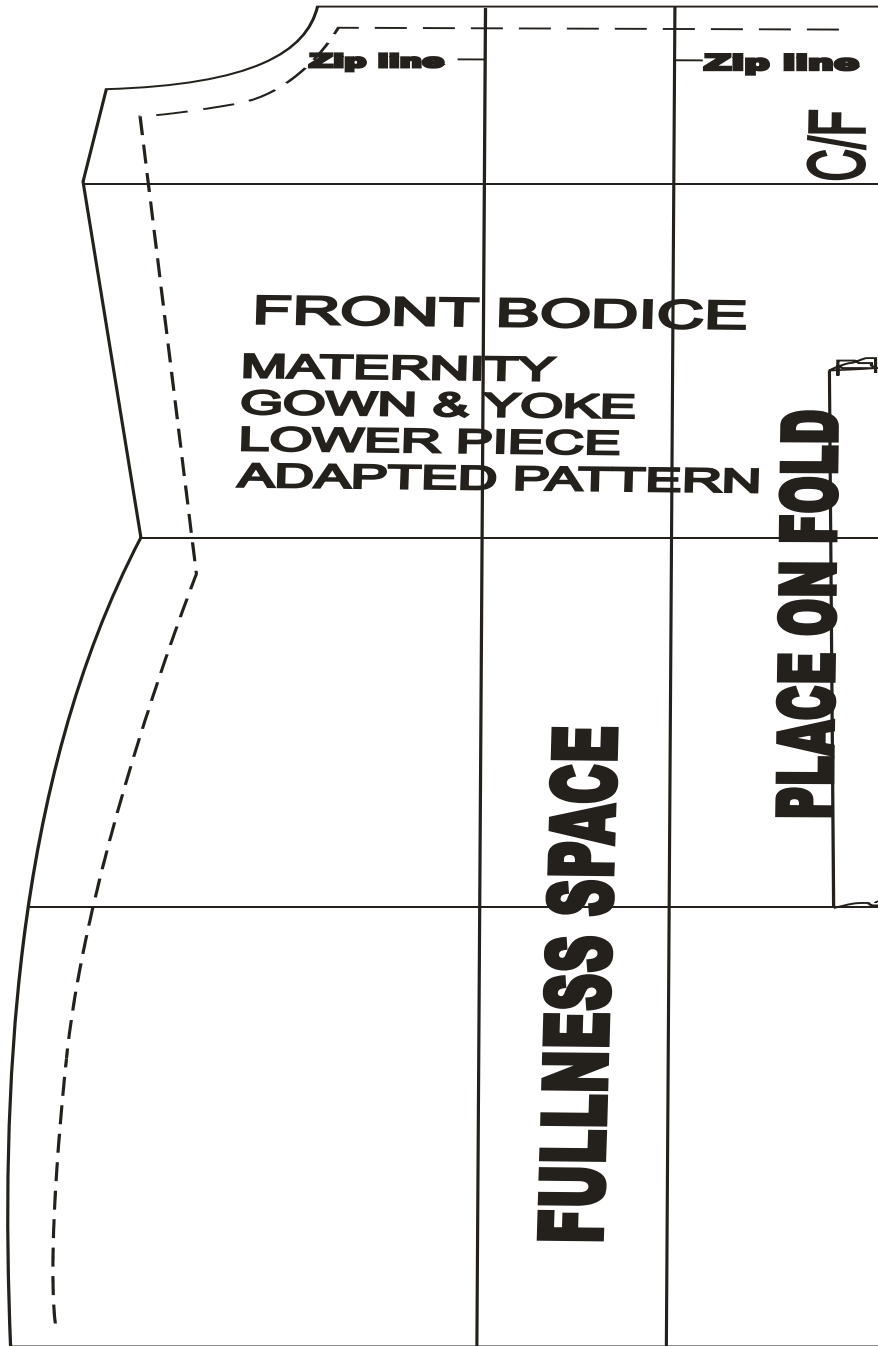 Zip line
Zip line
C/F
FRONT BODICE
MATERNITY
GOWN & YOKE
LOWER PIECE
ADAPTED PATTERN
PLACE ON FOLD
FULLNESS SPACE